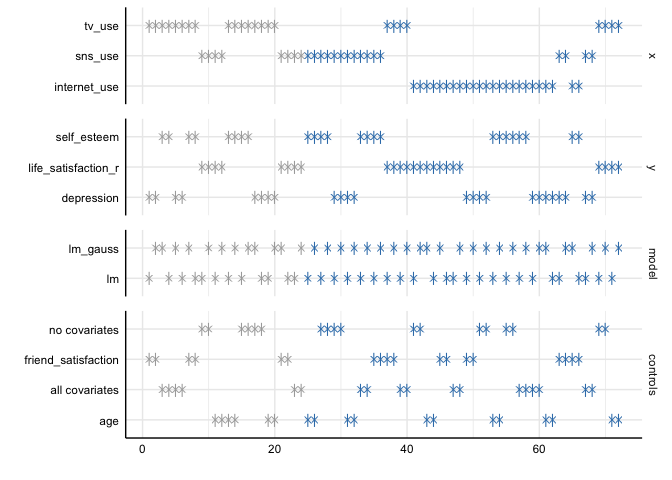 tv_use
sns_use
internet_use
x
self_esteem
life_satisfaction_r
depression
y
lm_gauss
lm
model
no covariates
friend_satisfaction
all covariates
age
controls
0 20 40 60